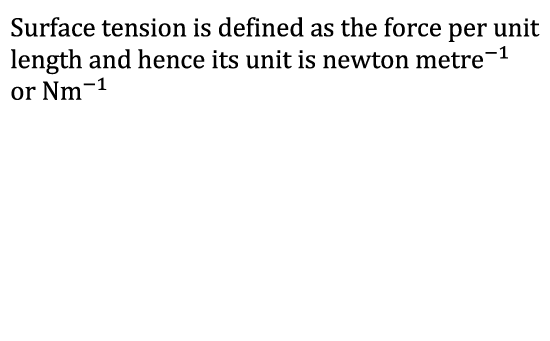 Surface tension is defined as the force per unit
length and hence its unit is newton metre⁻¹
or Nm⁻¹